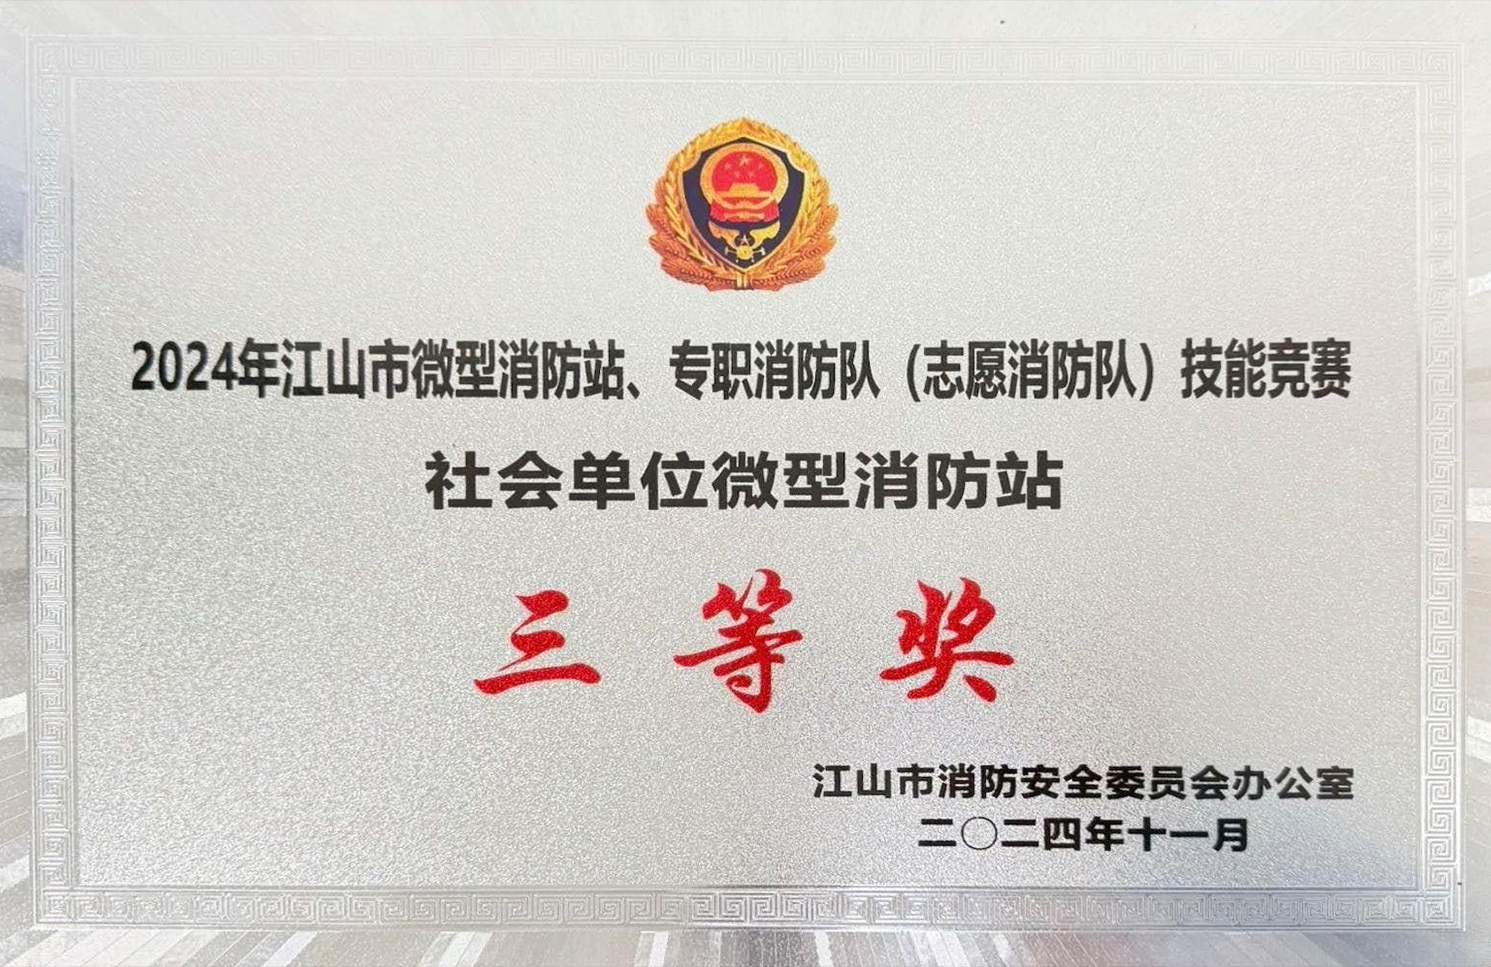 2024年江山市微型消防站、专职消防队（志愿消防队）技能竞赛
社会单位微型消防站
三等奖
江山市消防安全委员会办公室
二〇二四年十一月